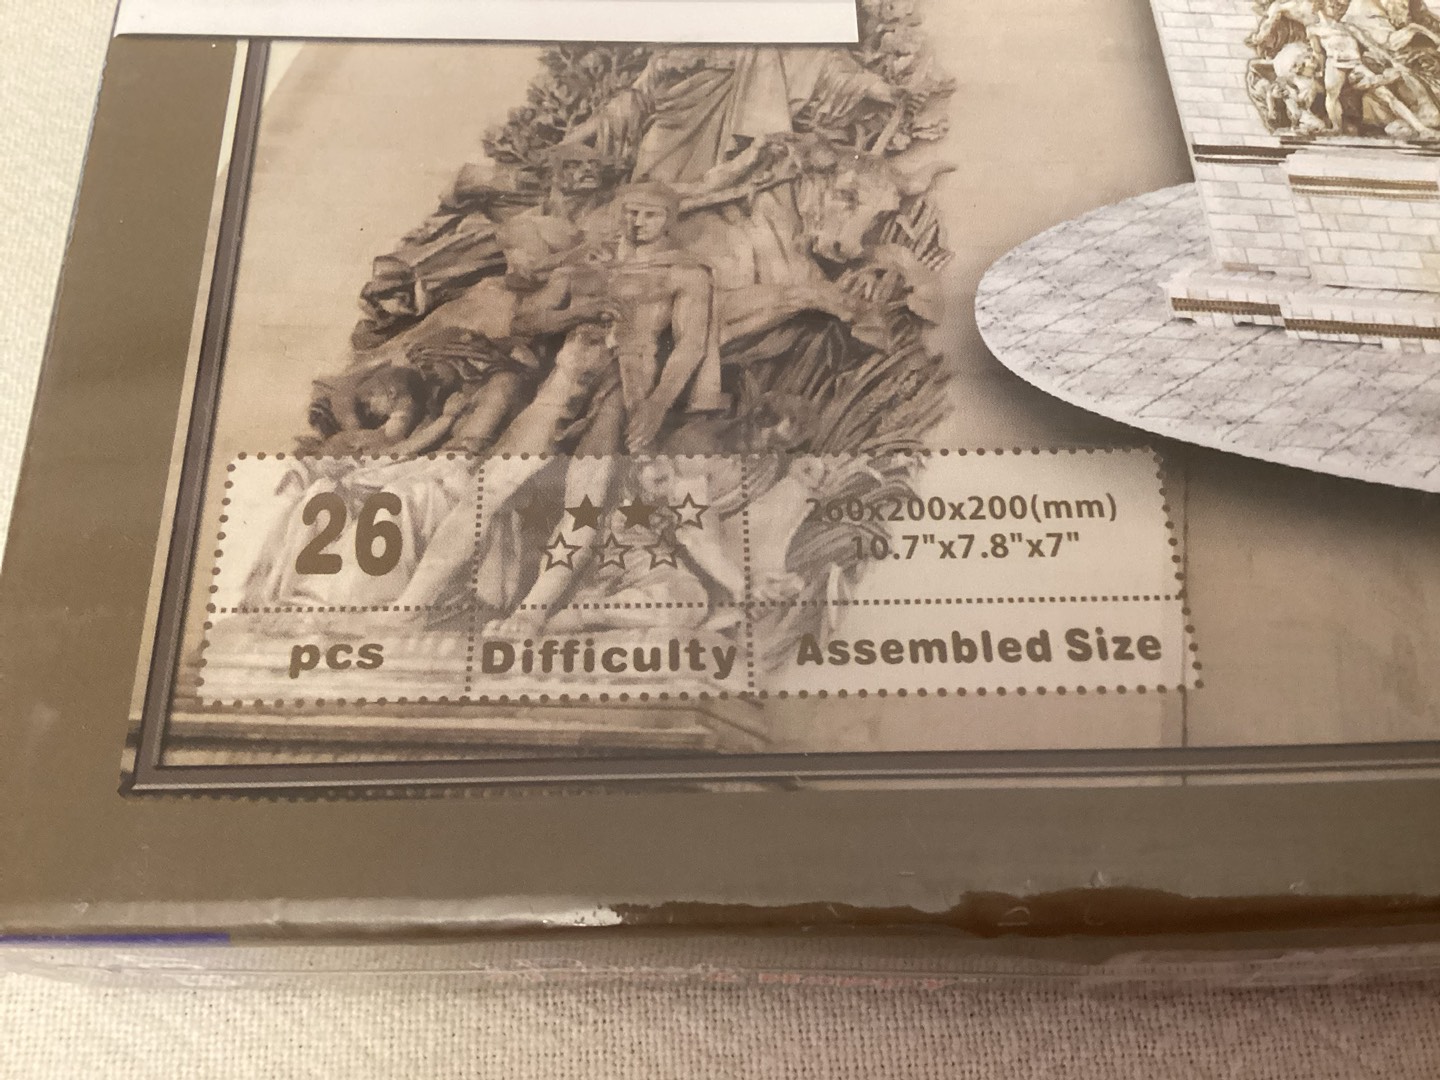 26
260x200x200(mm)
10.7"x7.8"x7"
pcs
Difficulty
Assembled Size